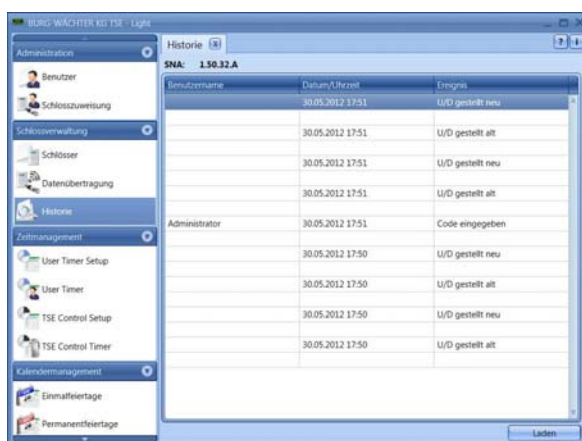 BURG-WÄCHTER KG TSE - Light
Administration
Benutzer
Schlosszuweisung
Schlossverwaltung
Schlösser
Datenübertragung
Historie
Zeitmanagement
User Timer Setup
User Timer
TSE Control Setup
TSE Control Timer
Kalendermanagement
Einmalfeiertage
Permanentfeiertage
Historie
SNA: 1.50.32.A
Benutzername Datum/Uhrzeit Ereignis
30.05.2012 17:51 U/D gestellt neu
30.05.2012 17:51 U/D gestellt alt
30.05.2012 17:51 U/D gestellt neu
30.05.2012 17:51 U/D gestellt alt
Administrator 30.05.2012 17:51 Code eingegeben
30.05.2012 17:50 U/D gestellt neu
30.05.2012 17:50 U/D gestellt alt
30.05.2012 17:50 U/D gestellt neu
30.05.2012 17:50 U/D gestellt alt
Laden